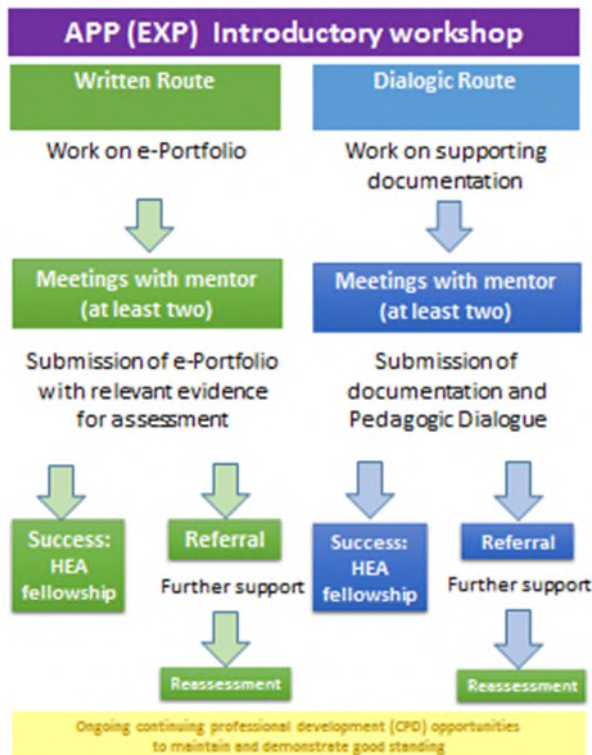 APP (EXP) Introductory workshop
Written Route
Work on e-Portfolio
Meetings with mentor
(at least two)
Submission of e-Portfolio
with relevant evidence
for assessment
Success:
HEA
fellowship
Referral
Further support
Reassessment
Dialogic Route
Work on supporting
documentation
Meetings with mentor
(at least two)
Submission of
documentation and
Pedagogic Dialogue
Success:
HEA
fellowship
Referral
Further support
Reassessment
Ongoing continuing professional development (CPD) opportunities
to maintain and demonstrate good standing